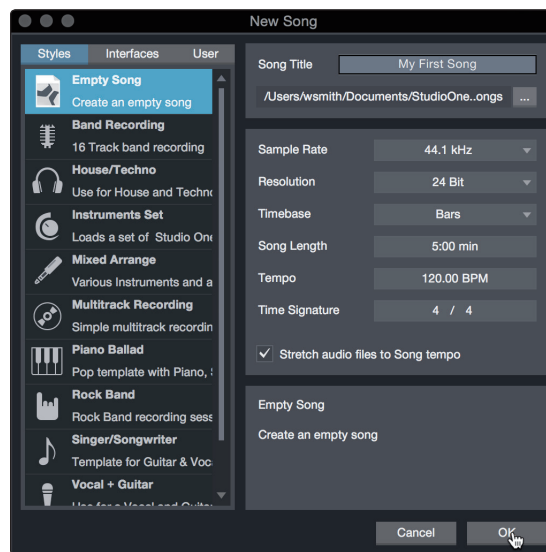 New Song
Styles Interfaces User
Empty Song
Create an empty song
Band Recording
16 Track band recording
House/Techno
Use for House and Techno
Instruments Set
Loads a set of Studio One
Mixed Arrange
Various Instruments and a
Multitrack Recording
Simple multitrack recordin
Piano Ballad
Pop template with Piano,
Rock Band
Rock Band recording sess
Singer/Songwriter
Template for Guitar & Voc
Vocal + Guitar
Song Title My First Song
/Users/wsmith/Documents/StudioOne..ongs ...
Sample Rate 44.1 kHz
Resolution 24 Bit
Timebase Bars
Song Length 5:00 min
Tempo 120.00 BPM
Time Signature 4 / 4
Stretch audio files to Song tempo
Empty Song
Create an empty song
Cancel OK